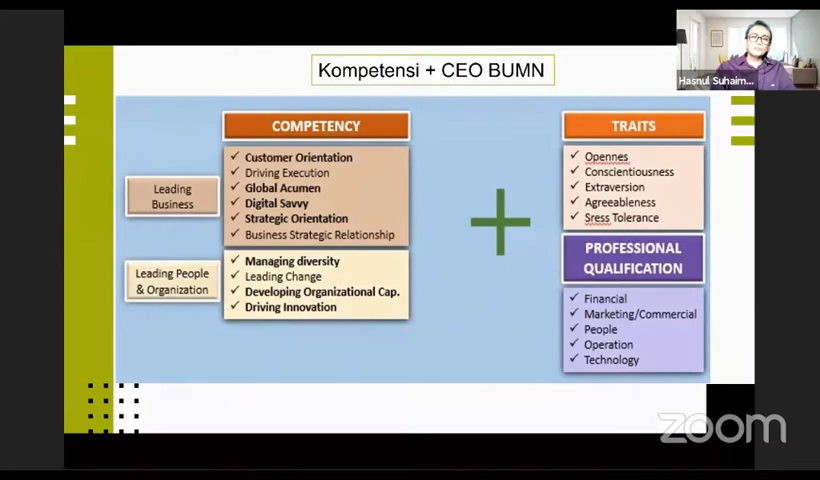 Kompetensi + CEO BUMN
Hasnul Suhaim...
COMPETENCY
Leading
Business
✓ Customer Orientation
✓ Driving Execution
✓ Global Acumen
✓ Digital Savvy
✓ Strategic Orientation
✓ Business Strategic Relationship
Leading People
& Organization
✓ Managing diversity
✓ Leading Change
✓ Developing Organizational Cap.
✓ Driving Innovation
+
TRAITS
✓ Opennes
✓ Conscientiousness
✓ Extraversion
✓ Agreeableness
✓ Sress Tolerance
PROFESSIONAL
QUALIFICATION
✓ Financial
✓ Marketing/Commercial
✓ People
✓ Operation
✓ Technology
zoom